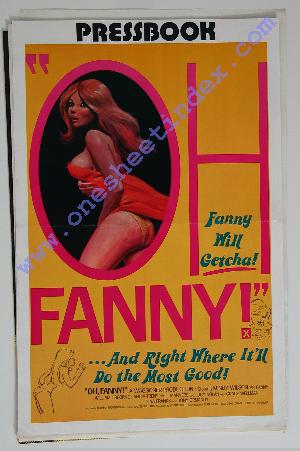 PRESSBOOK
"OH
Fanny
Will
Getcha!
FANNY!"
X
...And Right Where It'll
Do the Most Good!
"OH, FANNY!"
www.onesheetindex.com